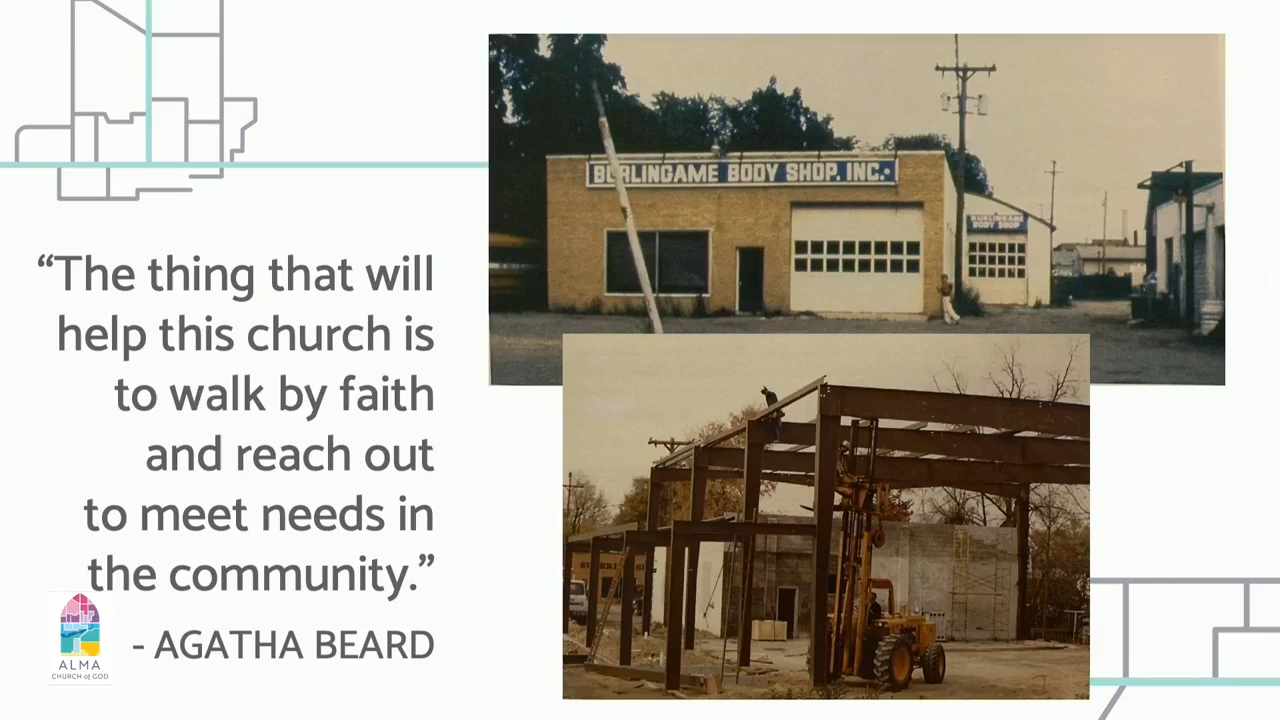 “The thing that will
help this church is
to walk by faith
and reach out
to meet needs in
the community.”
- AGATHA BEARD
ALMA
CHURCH of GOD
BURLINGAME BODY SHOP, INC.
BURLINGAME
BODY SHOP